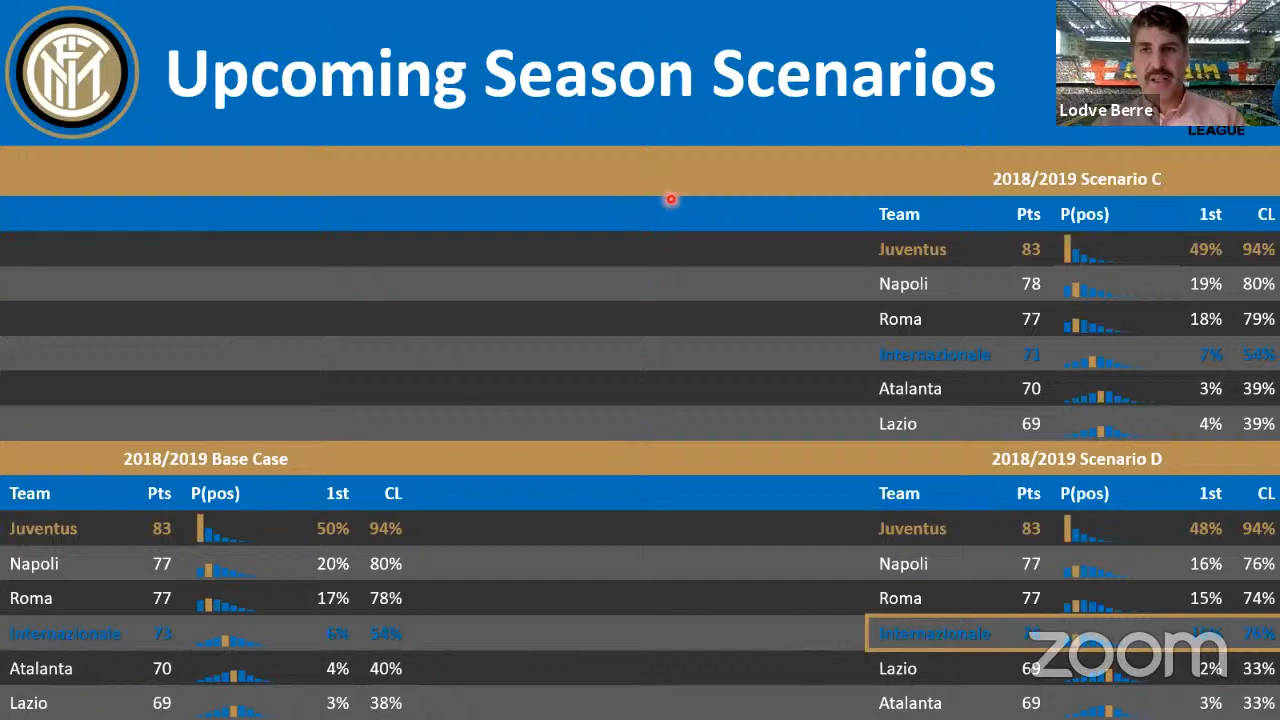 Upcoming Season Scenarios
Lodve Berre
LEAGUE
2018/2019 Scenario C
Team Pts P(pos) 1st CL
Juventus 83 49% 94%
Napoli 78 19% 80%
Roma 77 18% 79%
Internazionale 71 7% 54%
Atalanta 70 3% 39%
Lazio 69 4% 39%
2018/2019 Base Case
Team Pts P(pos) 1st CL
Juventus 83 50% 94%
Napoli 77 20% 80%
Roma 77 17% 78%
Internazionale 73 6% 54%
Atalanta 70 4% 40%
Lazio 69 3% 38%
2018/2019 Scenario D
Team Pts P(pos) 1st CL
Juventus 83 48% 94%
Napoli 77 16% 76%
Roma 77 15% 74%
Internazionale 76%
Lazio 69 2% 33%
Atalanta 69 3% 33%
zoom